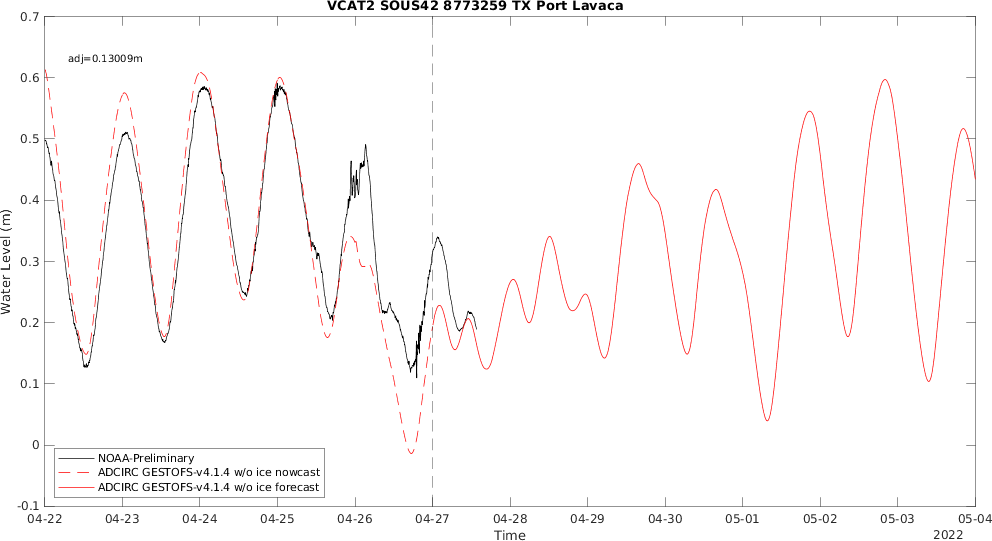 VCAT2 SOUS42 8773259 TX Port Lavaca
adj=0.13009m
0.7
0.6
0.5
0.4
0.3
0.2
0.1
0
-0.1
Water Level (m)
NOAA-Preliminary
ADCIRC GESTOFS-v4.1.4 w/o ice nowcast
ADCIRC GESTOFS-v4.1.4 w/o ice forecast
04-22 04-23 04-24 04-25 04-26 04-27 04-28 04-29 04-30 05-01 05-02 05-03 05-04
Time
2022